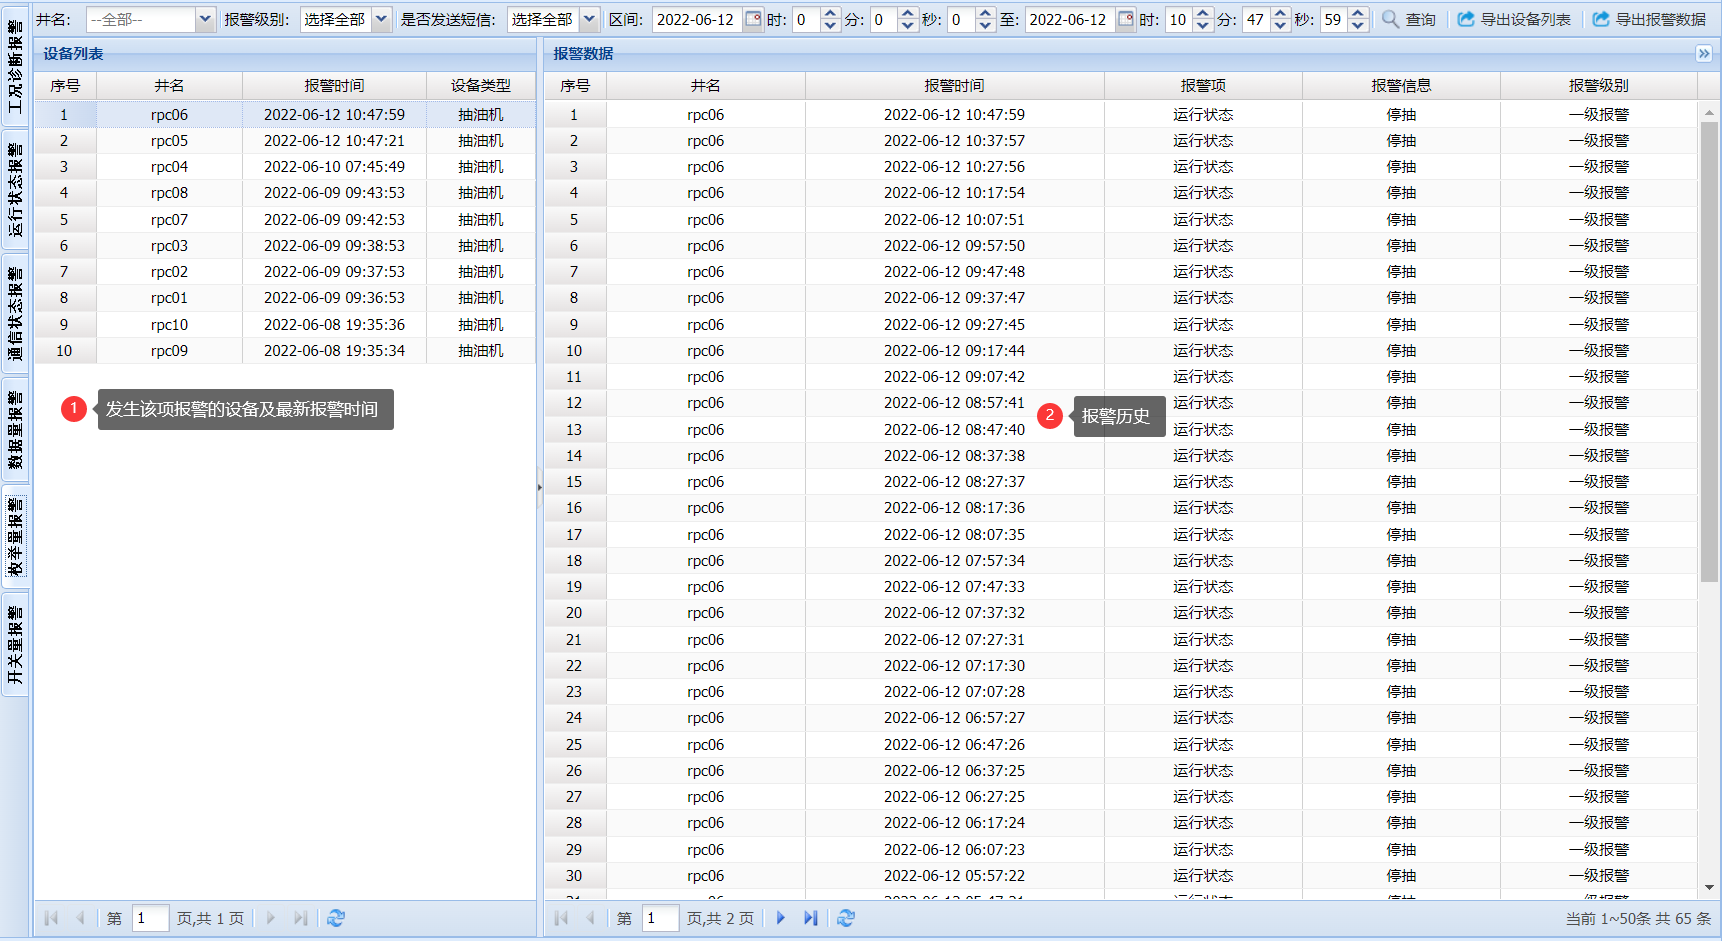 井名: --全部-- 报警级别: 选择全部 是否发送短信: 选择全部 区间: 2022-06-12 时: 0 分: 0 秒: 0 至: 2022-06-12 时: 10 分: 47 秒: 59 查询 导出设备列表 导出报警数据
工况诊断报警
运行状态报警
通信状态报警
数据量报警
枚举量报警
开关量报警
设备列表
序号 井名 报警时间 设备类型
1 rpc06 2022-06-12 10:47:59 抽油机
2 rpc05 2022-06-12 10:47:21 抽油机
3 rpc04 2022-06-10 07:45:49 抽油机
4 rpc08 2022-06-09 09:43:53 抽油机
5 rpc07 2022-06-09 09:42:53 抽油机
6 rpc03 2022-06-09 09:38:53 抽油机
7 rpc02 2022-06-09 09:37:53 抽油机
8 rpc01 2022-06-09 09:36:53 抽油机
9 rpc10 2022-06-08 19:35:36 抽油机
10 rpc09 2022-06-08 19:35:34 抽油机
1 发生该项报警的设备及最新报警时间
第 1 页,共 1 页
报警数据
序号 井名 报警时间 报警项 报警信息 报警级别
1 rpc06 2022-06-12 10:47:59 运行状态 停抽 一级报警
2 rpc06 2022-06-12 10:37:57 运行状态 停抽 一级报警
3 rpc06 2022-06-12 10:27:56 运行状态 停抽 一级报警
4 rpc06 2022-06-12 10:17:54 运行状态 停抽 一级报警
5 rpc06 2022-06-12 10:07:51 运行状态 停抽 一级报警
6 rpc06 2022-06-12 09:57:50 运行状态 停抽 一级报警
7 rpc06 2022-06-12 09:47:48 运行状态 停抽 一级报警
8 rpc06 2022-06-12 09:37:47 运行状态 停抽 一级报警
9 rpc06 2022-06-12 09:27:45 运行状态 停抽 一级报警
10 rpc06 2022-06-12 09:17:44 运行状态 停抽 一级报警
11 rpc06 2022-06-12 09:07:42 运行状态 停抽 一级报警
12 rpc06 2022-06-12 08:57:41 运行状态 停抽 一级报警
2 报警历史
13 rpc06 2022-06-12 08:47:40 运行状态 停抽 一级报警
14 rpc06 2022-06-12 08:37:38 运行状态 停抽 一级报警
15 rpc06 2022-06-12 08:27:37 运行状态 停抽 一级报警
16 rpc06 2022-06-12 08:17:36 运行状态 停抽 一级报警
17 rpc06 2022-06-12 08:07:35 运行状态 停抽 一级报警
18 rpc06 2022-06-12 07:57:34 运行状态 停抽 一级报警
19 rpc06 2022-06-12 07:47:33 运行状态 停抽 一级报警
20 rpc06 2022-06-12 07:37:32 运行状态 停抽 一级报警
21 rpc06 2022-06-12 07:27:31 运行状态 停抽 一级报警
22 rpc06 2022-06-12 07:17:30 运行状态 停抽 一级报警
23 rpc06 2022-06-12 07:07:28 运行状态 停抽 一级报警
24 rpc06 2022-06-12 06:57:27 运行状态 停抽 一级报警
25 rpc06 2022-06-12 06:47:26 运行状态 停抽 一级报警
26 rpc06 2022-06-12 06:37:25 运行状态 停抽 一级报警
27 rpc06 2022-06-12 06:27:25 运行状态 停抽 一级报警
28 rpc06 2022-06-12 06:17:24 运行状态 停抽 一级报警
29 rpc06 2022-06-12 06:07:23 运行状态 停抽 一级报警
30 rpc06 2022-06-12 05:57:22 运行状态 停抽 一级报警
第 1 页,共 2 页 当前 1~50条 共 65 条